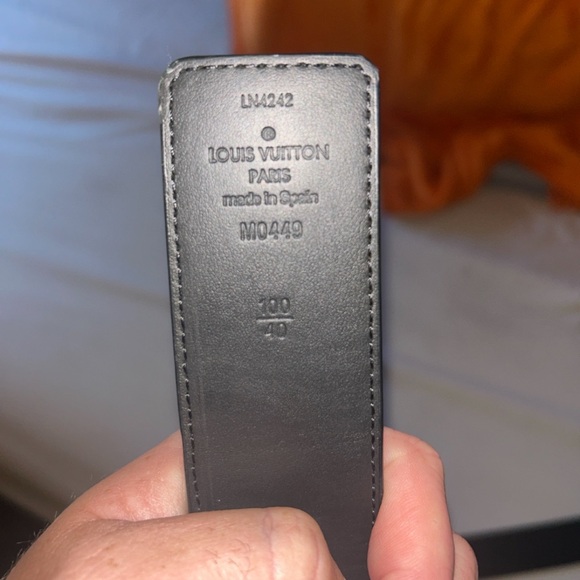 LN4242
LOUIS VUITTON
PARIS
made in Spain
M0449
100
40